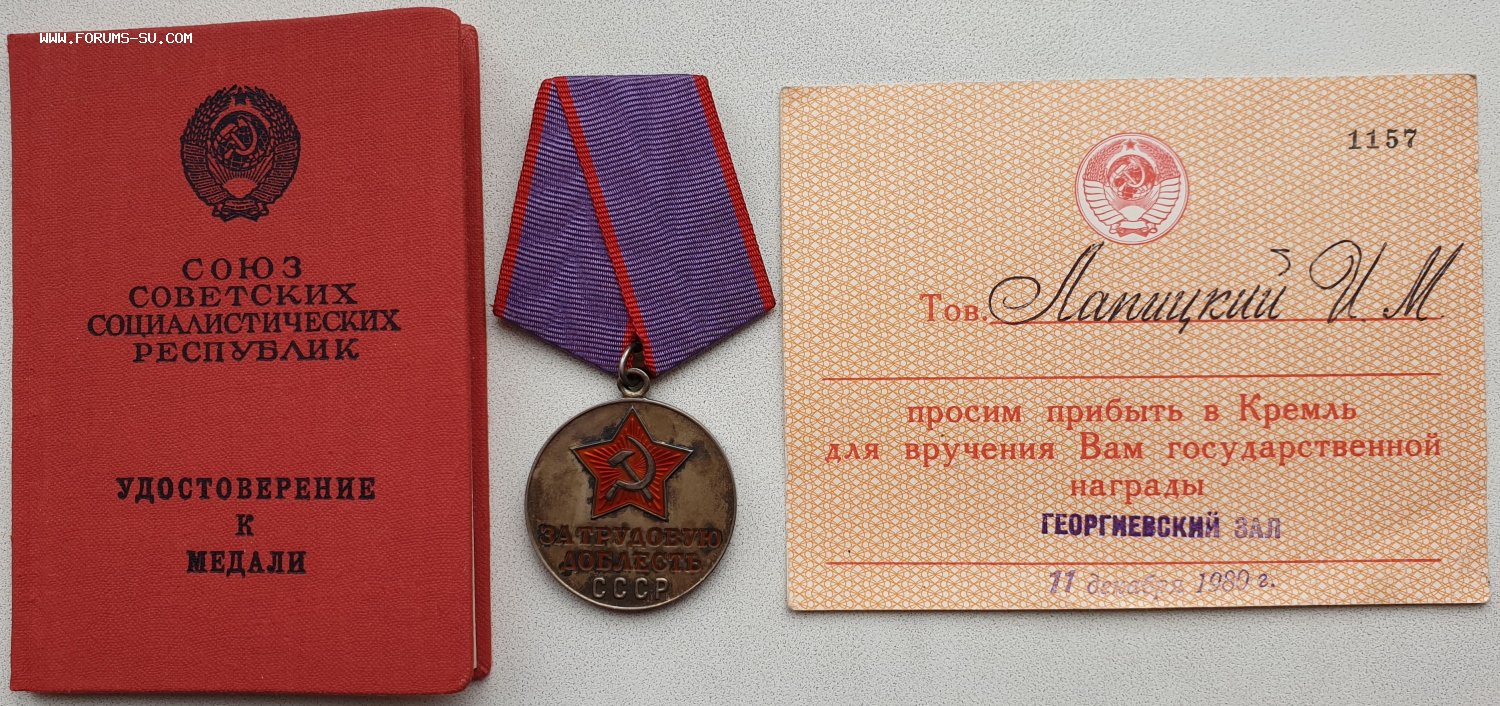 WWW.FORUMS-SU.COM
СОЮЗ
СОВЕТСКИХ
СОЦИАЛИСТИЧЕСКИХ
РЕСПУБЛИК
УДОСТОВЕРЕНИЕ
К
МЕДАЛИ
ЗА ТРУДОВУЮ
ДОБЛЕСТЬ
СССР
1157
Тов. Лапицкий И М
просим прибыть в Кремль
для вручения Вам государственной
награды
ГЕОРГИЕВСКИЙ ЗАЛ
11 декабря 1980 г.